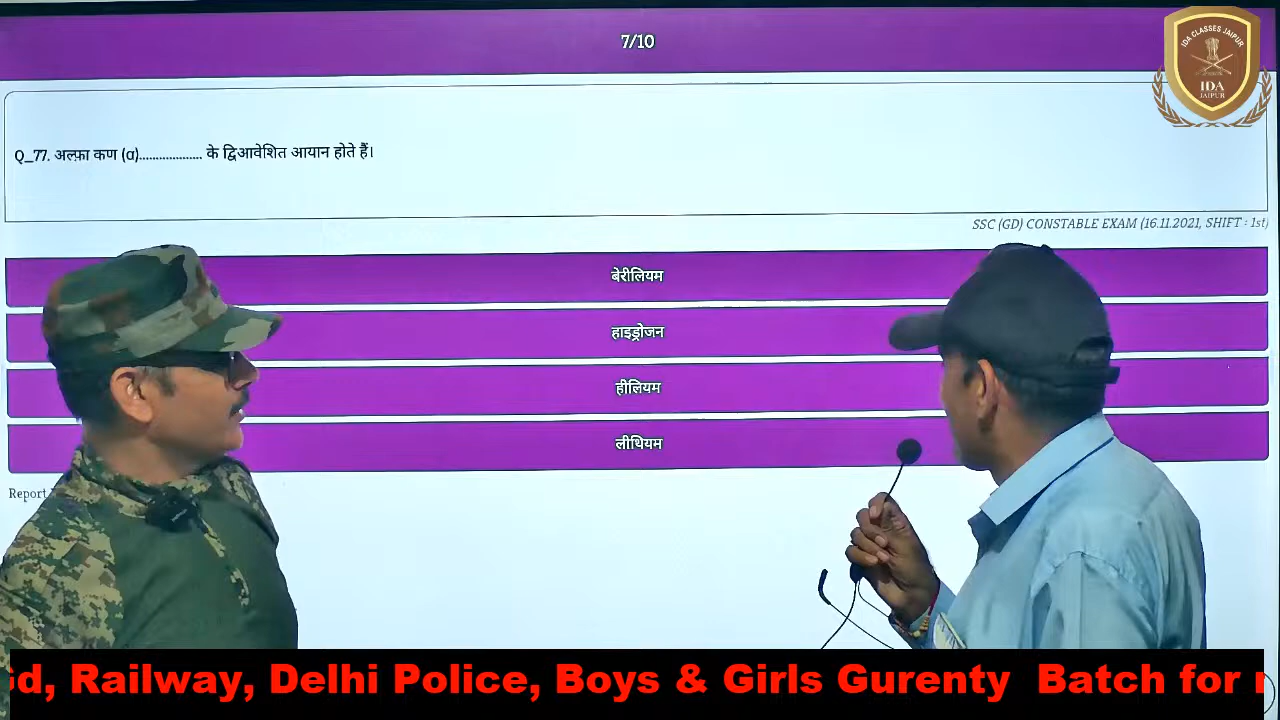 7/10
IDA CLASSES JAIPUR
IDA
JAIPUR
Q_77. अल्फ़ा कण (α)................... के द्विआवेशित आयान होते हैं।
SSC (GD) CONSTABLE EXAM (16.11.2021, SHIFT : 1st)
बेरीलियम
हाइड्रोजन
हीलियम
लीथियम
Report
id, Railway, Delhi Police, Boys & Girls Gurenty Batch for